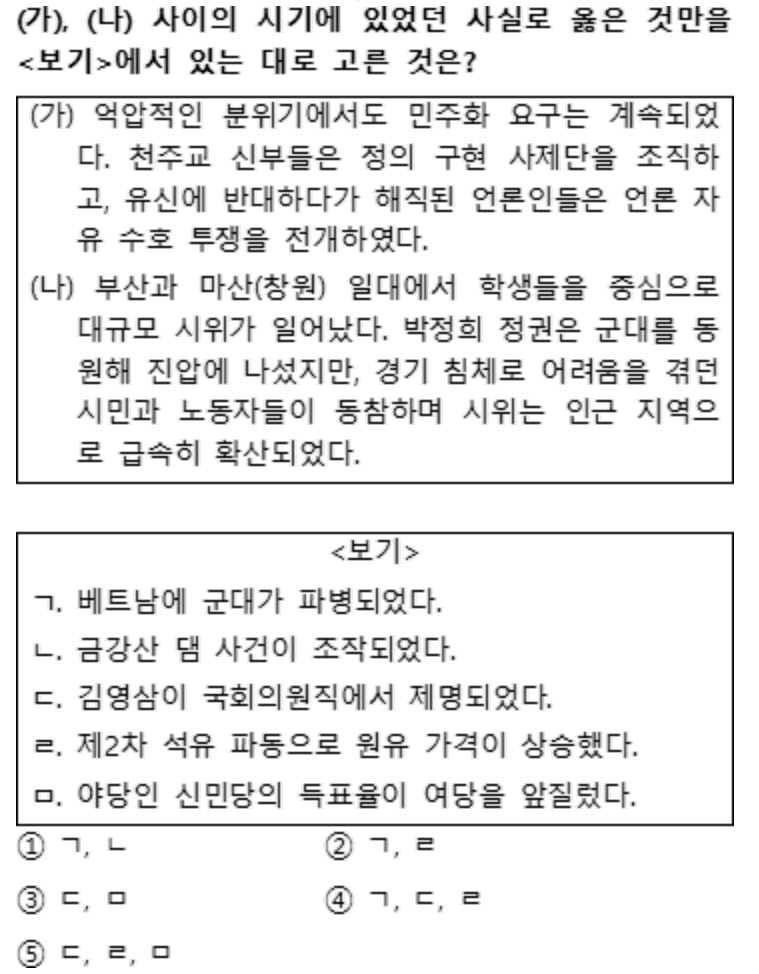 (가), (나) 사이의 시기에 있었던 사실로 옳은 것만을
<보기>에서 있는 대로 고른 것은?
(가) 억압적인 분위기에서도 민주화 요구는 계속되었
다. 천주교 신부들은 정의 구현 사제단을 조직하
고, 유신에 반대하다가 해직된 언론인들은 언론 자
유 수호 투쟁을 전개하였다.
(나) 부산과 마산(창원) 일대에서 학생들을 중심으로
대규모 시위가 일어났다. 박정희 정권은 군대를 동
원해 진압에 나섰지만, 경기 침체로 어려움을 겪던
시민과 노동자들이 동참하며 시위는 인근 지역으
로 급속히 확산되었다.
<보기>
ㄱ. 베트남에 군대가 파병되었다.
ㄴ. 금강산 댐 사건이 조작되었다.
ㄷ. 김영삼이 국회의원직에서 제명되었다.
ㄹ. 제2차 석유 파동으로 원유 가격이 상승했다.
ㅁ. 야당인 신민당의 득표율이 여당을 앞질렀다.
① ㄱ, ㄴ ② ㄱ, ㄹ
③ ㄷ, ㅁ ④ ㄱ, ㄷ, ㄹ
⑤ ㄷ, ㄹ, ㅁ